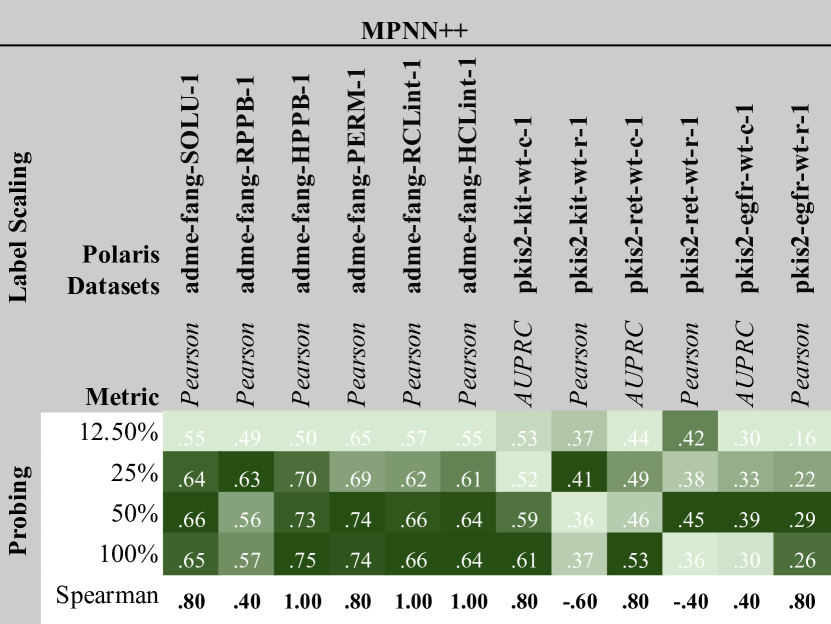 MPNN++
Label Scaling
Polaris Datasets
adme-fang-SOLU-1
adme-fang-RPPB-1
adme-fang-HPPB-1
adme-fang-PERM-1
adme-fang-RCLint-1
adme-fang-HCLint-1
pkis2-kit-wt-c-1
pkis2-kit-wt-r-1
pkis2-ret-wt-c-1
pkis2-ret-wt-r-1
pkis2-egfr-wt-c-1
pkis2-egfr-wt-r-1
Metric Pearson Pearson Pearson Pearson Pearson Pearson AUPRC Pearson AUPRC Pearson AUPRC Pearson
Probing
12.50% .55 .49 .50 .65 .57 .55 .53 .37 .44 .42 .30 .16
25% .64 .63 .70 .69 .62 .61 .52 .41 .49 .38 .33 .22
50% .66 .56 .73 .74 .66 .64 .59 .36 .46 .45 .39 .29
100% .65 .57 .75 .74 .66 .64 .61 .37 .53 .36 .30 .26
Spearman .80 .40 1.00 .80 1.00 1.00 .80 -.60 .80 -.40 .40 .80